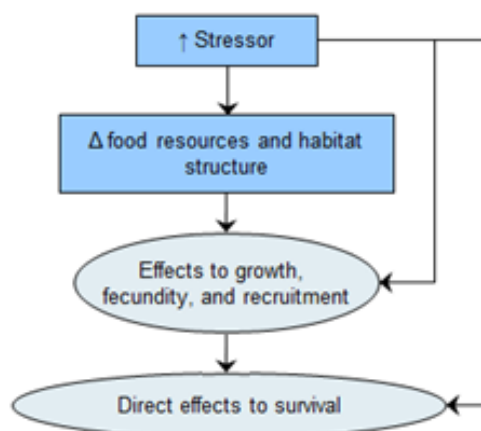 ↑ Stressor
Δ food resources and habitat
structure
Effects to growth,
fecundity, and recruitment
Direct effects to survival